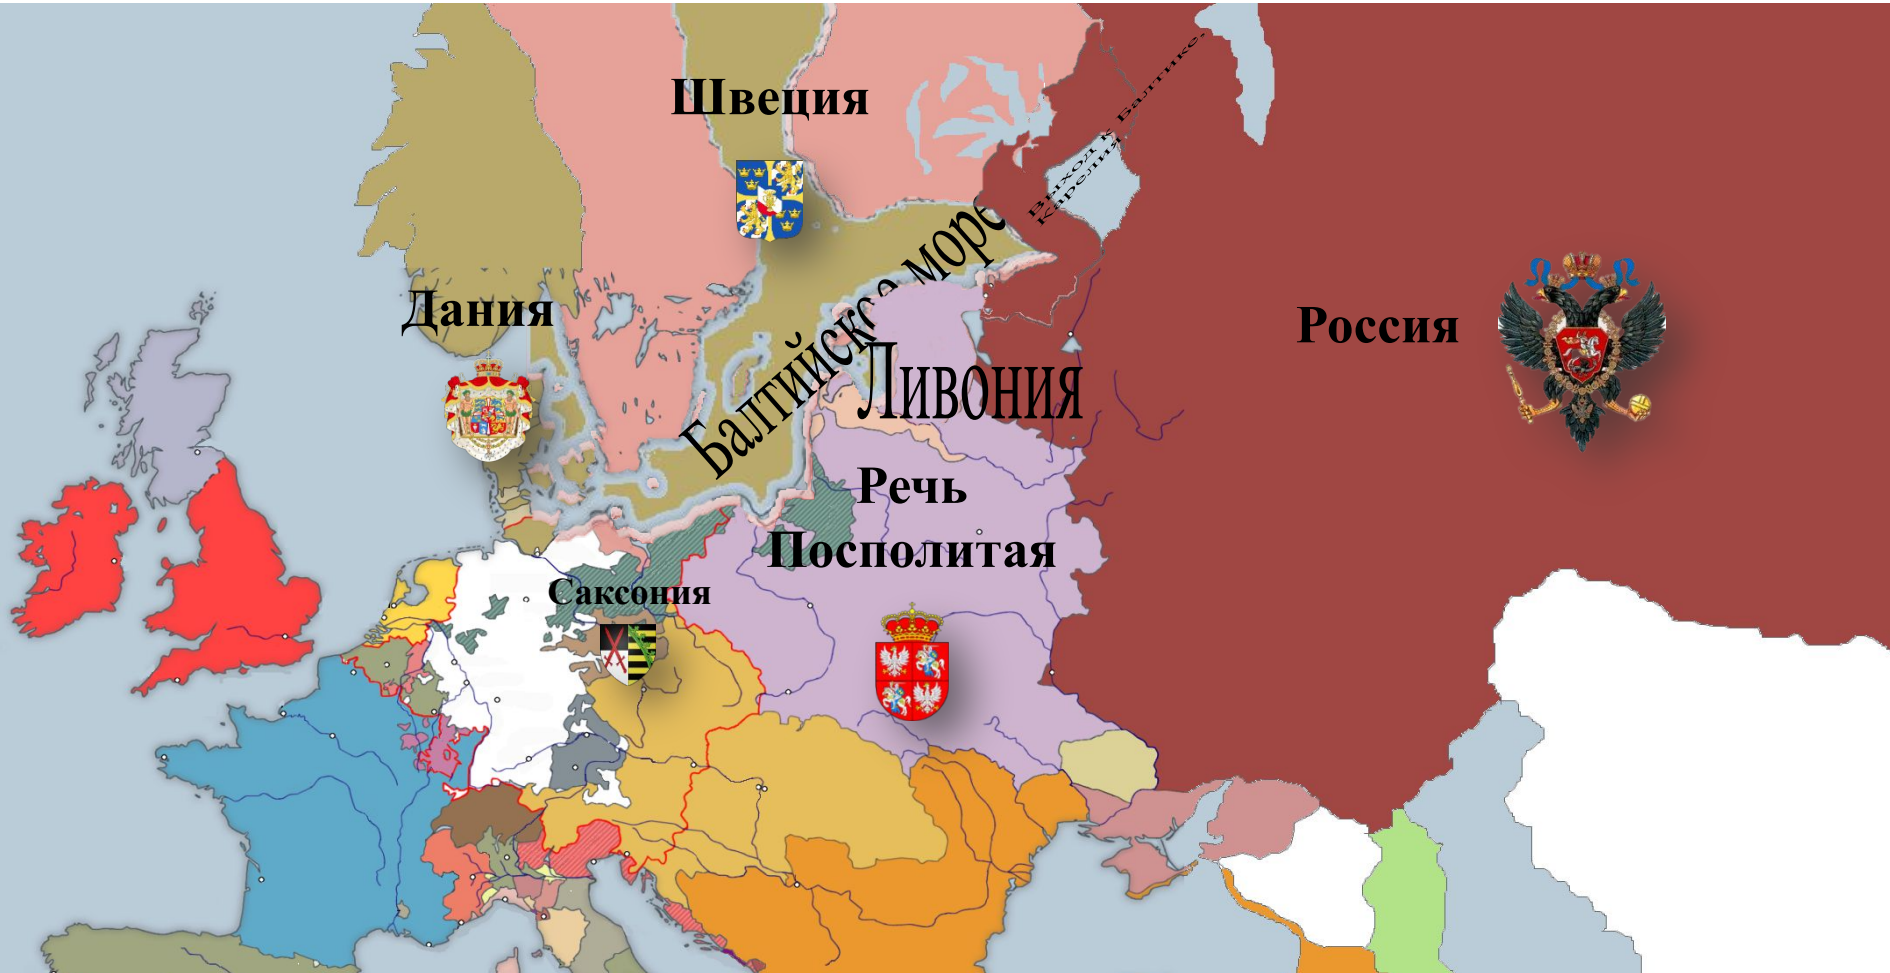 Швеция
Выход к Балтике,
Карелия
Балтийское море
Дания
Россия
Ливония
Речь
Посполитая
Саксония